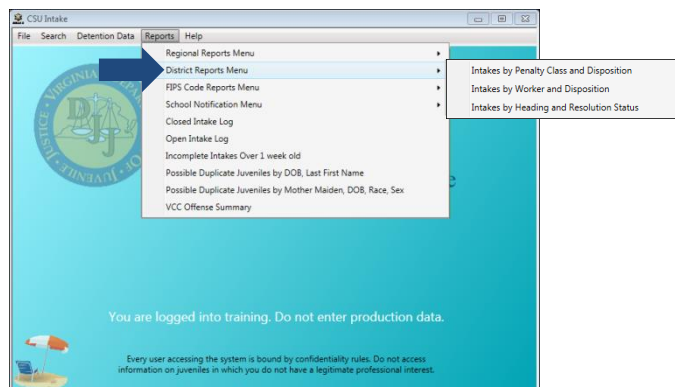 CSU Intake
File Search Detention Data Reports Help
Regional Reports Menu
District Reports Menu
FIPS Code Reports Menu
School Notification Menu
Closed Intake Log
Open Intake Log
Incomplete Intakes Over 1 week old
Possible Duplicate Juveniles by DOB, Last First Name
Possible Duplicate Juveniles by Mother Maiden, DOB, Race, Sex
VCC Offense Summary
Intakes by Penalty Class and Disposition
Intakes by Worker and Disposition
Intakes by Heading and Resolution Status
VIRGINIA
JUSTICE
OF JUVENILE
DJJ
You are logged into training. Do not enter production data.
Every user accessing the system is bound by confidentiality rules. Do not access
information on juveniles in which you do not have a legitimate professional interest.